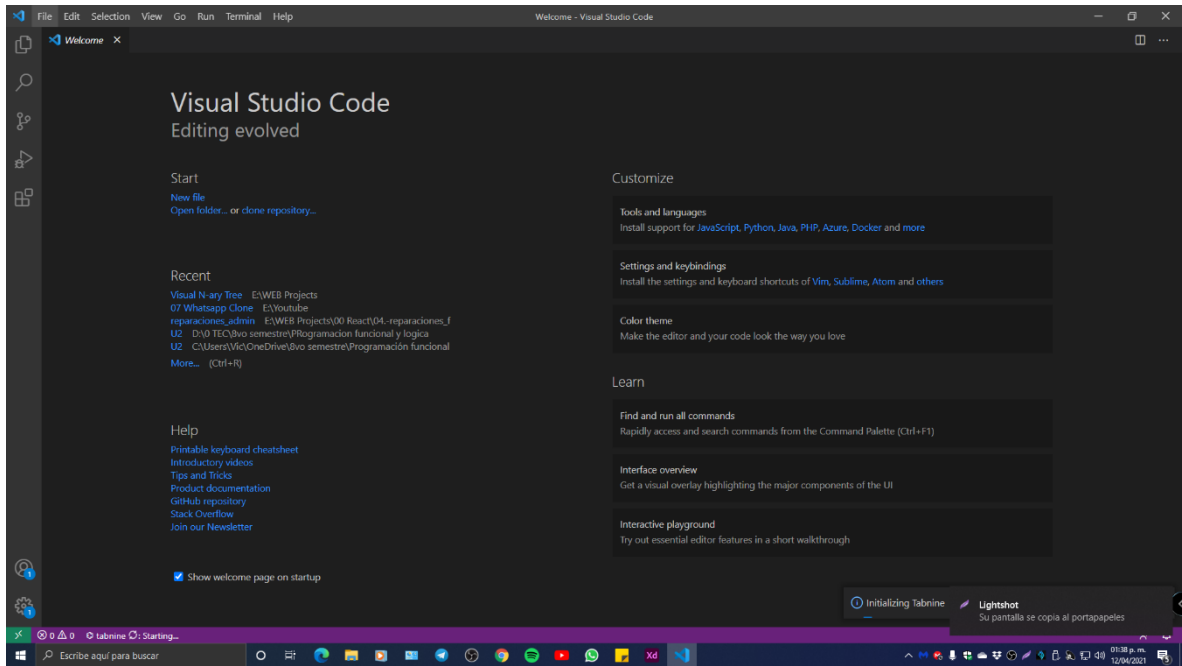 File Edit Selection View Go Run Terminal Help
Welcome - Visual Studio Code
Welcome
Visual Studio Code
Editing evolved
Start
New file
Open folder... or clone repository...
Recent
Visual N-ary Tree E:\WEB Projects
07 Whatsapp Clone E:\Youtube
reparaciones_admin E:\WEB Projects\00 React\04.-reparaciones_f
U2 D:\0 TEC\8vo semestre\PRogramacion funcional y logica
U2 C:\Users\Vic\OneDrive\8vo semestre\Programación funcional
More... (Ctrl+R)
Help
Printable keyboard cheatsheet
Introductory videos
Tips and Tricks
Product documentation
GitHub repository
Stack Overflow
Join our Newsletter
Show welcome page on startup
Customize
Tools and languages
Install support for JavaScript, Python, Java, PHP, Azure, Docker and more
Settings and keybindings
Install the settings and keyboard shortcuts of Vim, Sublime, Atom and others
Color theme
Make the editor and your code look the way you love
Learn
Find and run all commands
Rapidly access and search commands from the Command Palette (Ctrl+F1)
Interface overview
Get a visual overlay highlighting the major components of the UI
Interactive playground
Try out essential editor features in a short walkthrough
1
1
Initializing Tabnine
Lightshot
Su pantalla se copia al portapapeles
0 0 tabnine : Starting...
Escribe aquí para buscar
Xd
01:38 p. m.
12/04/2021